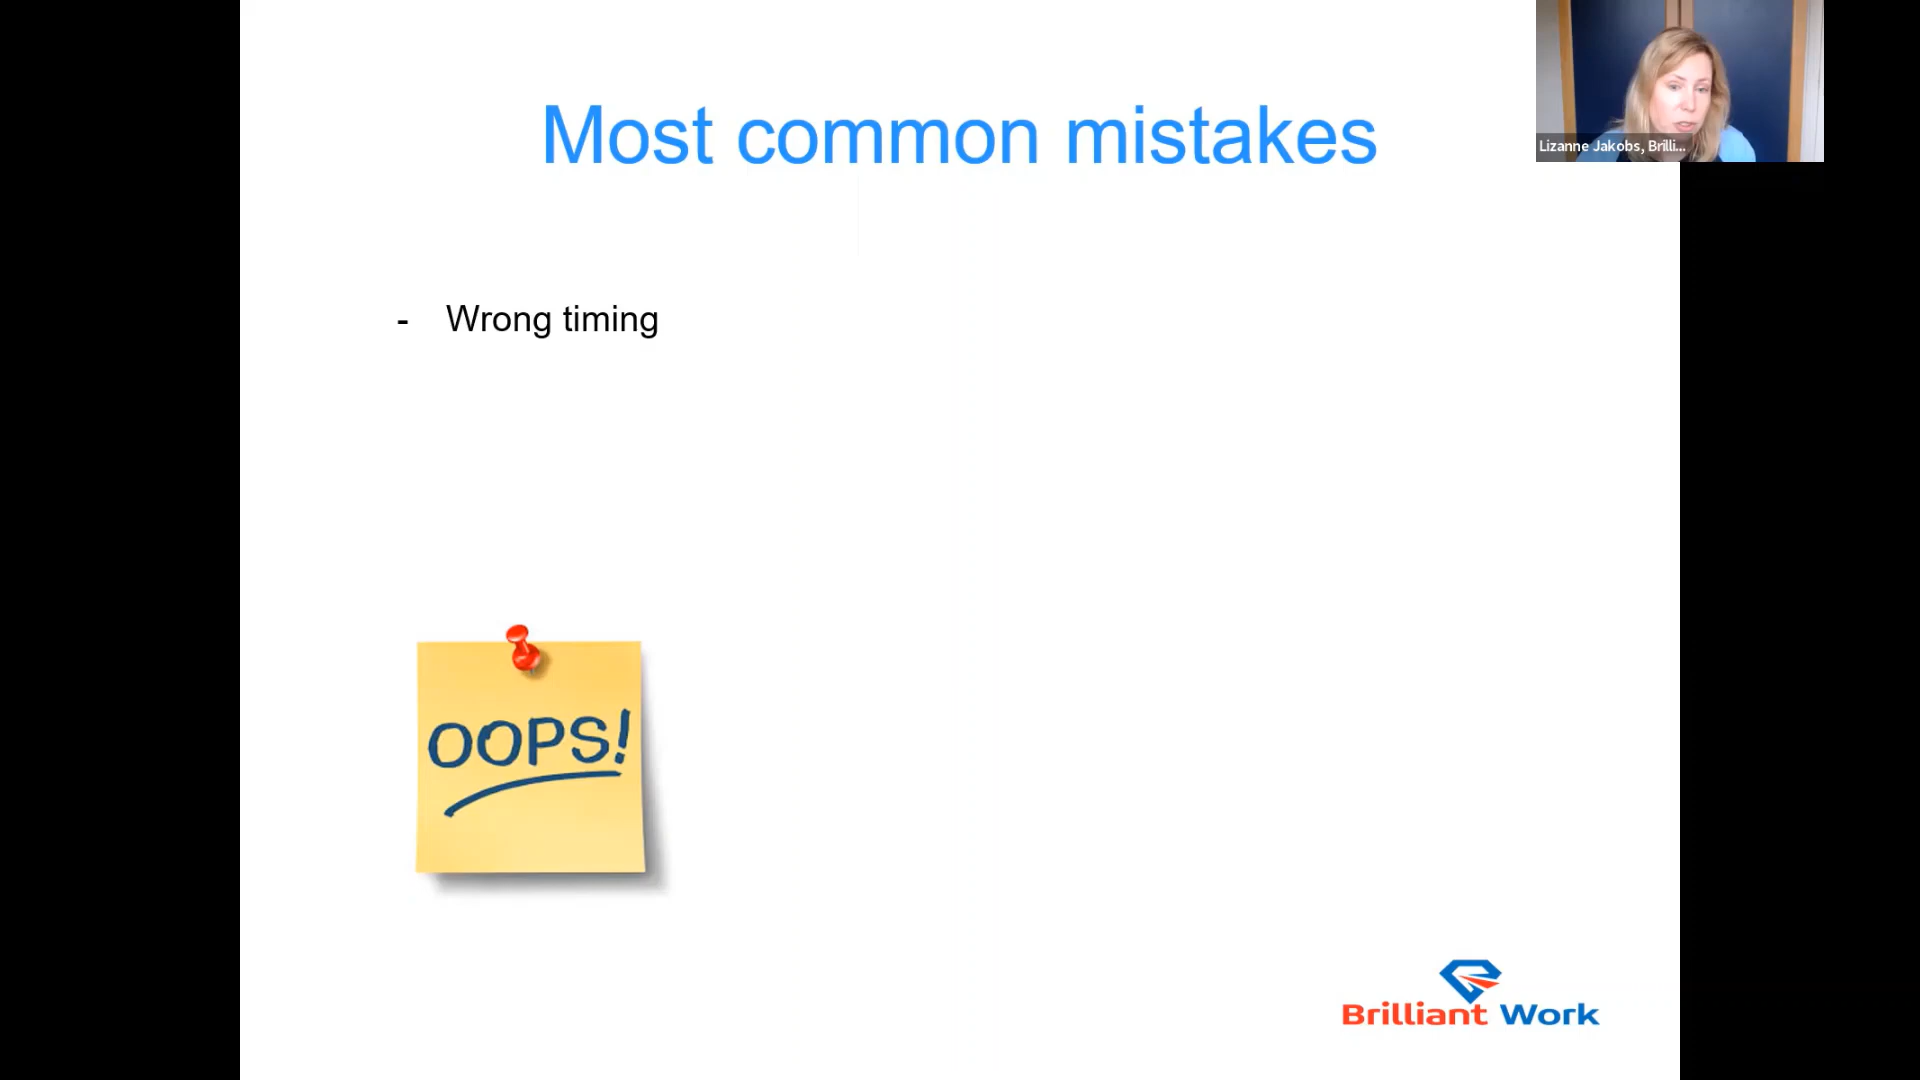 Most common mistakes
Lizanne Jakobs, Brilli...
- Wrong timing
OOPS!
Brilliant Work